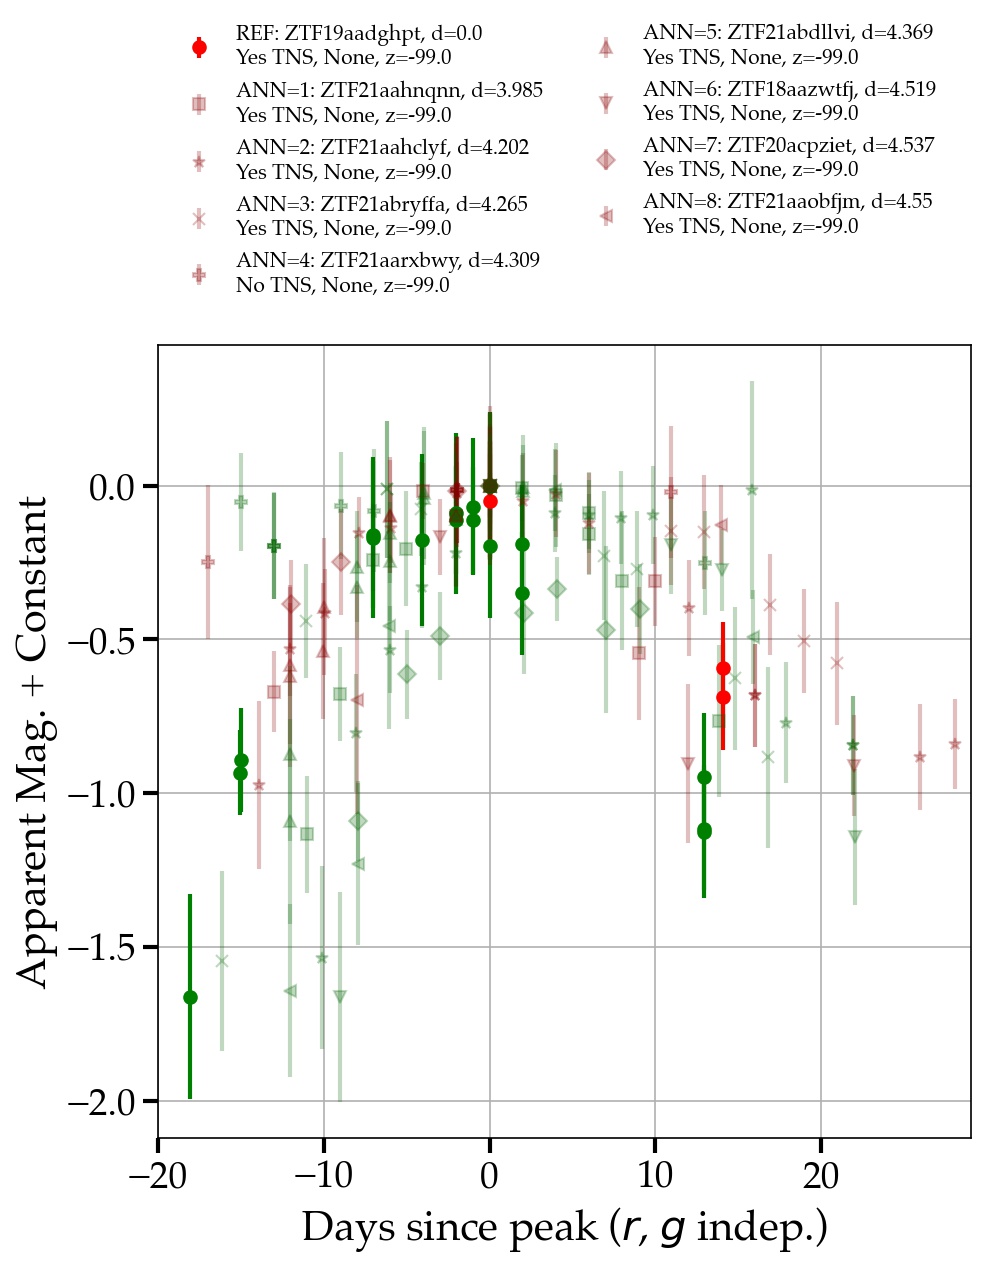 REF: ZTF19aadghpt, d=0.0
Yes TNS, None, z=-99.0
ANN=1: ZTF21aahnqnn, d=3.985
Yes TNS, None, z=-99.0
ANN=2: ZTF21aahclyf, d=4.202
Yes TNS, None, z=-99.0
ANN=3: ZTF21abryffa, d=4.265
Yes TNS, None, z=-99.0
ANN=4: ZTF21aarxbwy, d=4.309
No TNS, None, z=-99.0
ANN=5: ZTF21abdllvi, d=4.369
Yes TNS, None, z=-99.0
ANN=6: ZTF18aazwtfj, d=4.519
Yes TNS, None, z=-99.0
ANN=7: ZTF20acpziet, d=4.537
Yes TNS, None, z=-99.0
ANN=8: ZTF21aaobfjm, d=4.55
Yes TNS, None, z=-99.0
Apparent Mag. + Constant
0.0
−0.5
−1.0
−1.5
−2.0
−20
−10
0
10
20
Days since peak (r, g indep.)